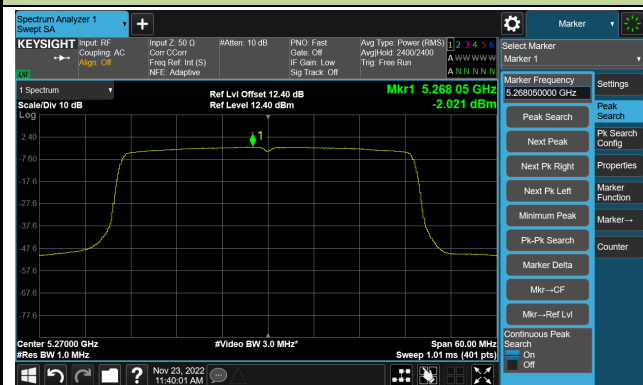 Spectrum Analyzer 1
Swept SA
Marker
KEYSIGHT
Input: RF
Coupling: AC
Align: Off
Input Z: 50 Ω
Corr CCorr
Freq Ref: Int (S)
NFE: Adaptive
#Atten: 10 dB
PNO: Fast
Gate: Off
IF Gain: Low
Sig Track: Off
Avg Type: Power (RMS)
Avg|Hold: 2400/2400
Trig: Free Run
1 2 3 4 5 6
A W W W W W
A N N N N N
LXI
Select Marker
Marker 1
1 Spectrum
Scale/Div 10 dB
Log
Ref Lvl Offset 12.40 dB
Ref Level 12.40 dBm
Mkr1 5.268 05 GHz
-2.021 dBm
1
2.40
-7.60
-17.6
-27.6
-37.6
-47.6
-57.6
-67.6
-77.6
Center 5.27000 GHz
#Res BW 1.0 MHz
#Video BW 3.0 MHz*
Span 60.00 MHz
Sweep 1.01 ms (401 pts)
Marker Frequency
5.268050000 GHz
Peak Search
Next Peak
Next Pk Right
Next Pk Left
Minimum Peak
Pk-Pk Search
Marker Delta
Mkr→CF
Mkr→Ref Lvl
Continuous Peak
Search
On
Off
Settings
Peak
Search
Pk Search
Config
Properties
Marker
Function
Marker→
Counter
Nov 23, 2022
11:40:01 AM